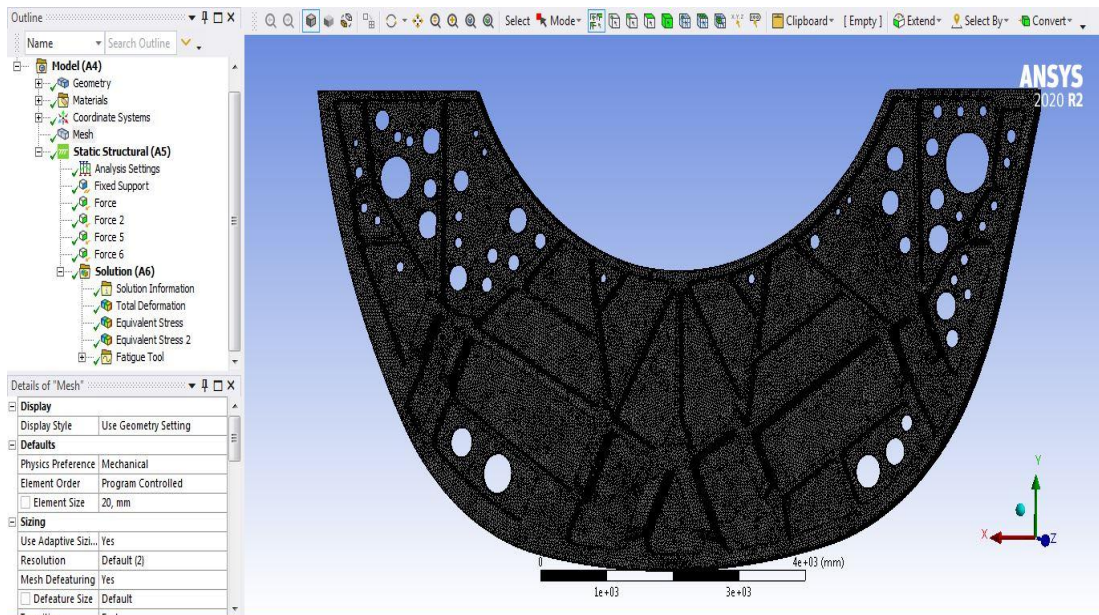 Outline
Name Search Outline
Select Mode Clipboard [ Empty ] Extend Select By Convert
Model (A4)
Geometry
Materials
Coordinate Systems
Mesh
Static Structural (A5)
Analysis Settings
Fixed Support
Force
Force 2
Force 5
Force 6
Solution (A6)
Solution Information
Total Deformation
Equivalent Stress
Equivalent Stress 2
Fatigue Tool
Details of "Mesh"
Display
Display Style Use Geometry Setting
Defaults
Physics Preference Mechanical
Element Order Program Controlled
Element Size 20, mm
Sizing
Use Adaptive Sizi... Yes
Resolution Default (2)
Mesh Defeaturing Yes
Defeature Size Default
ANSYS
2020 R2
Y
X
Z
0 4e+03 (mm)
1e+03 3e+03